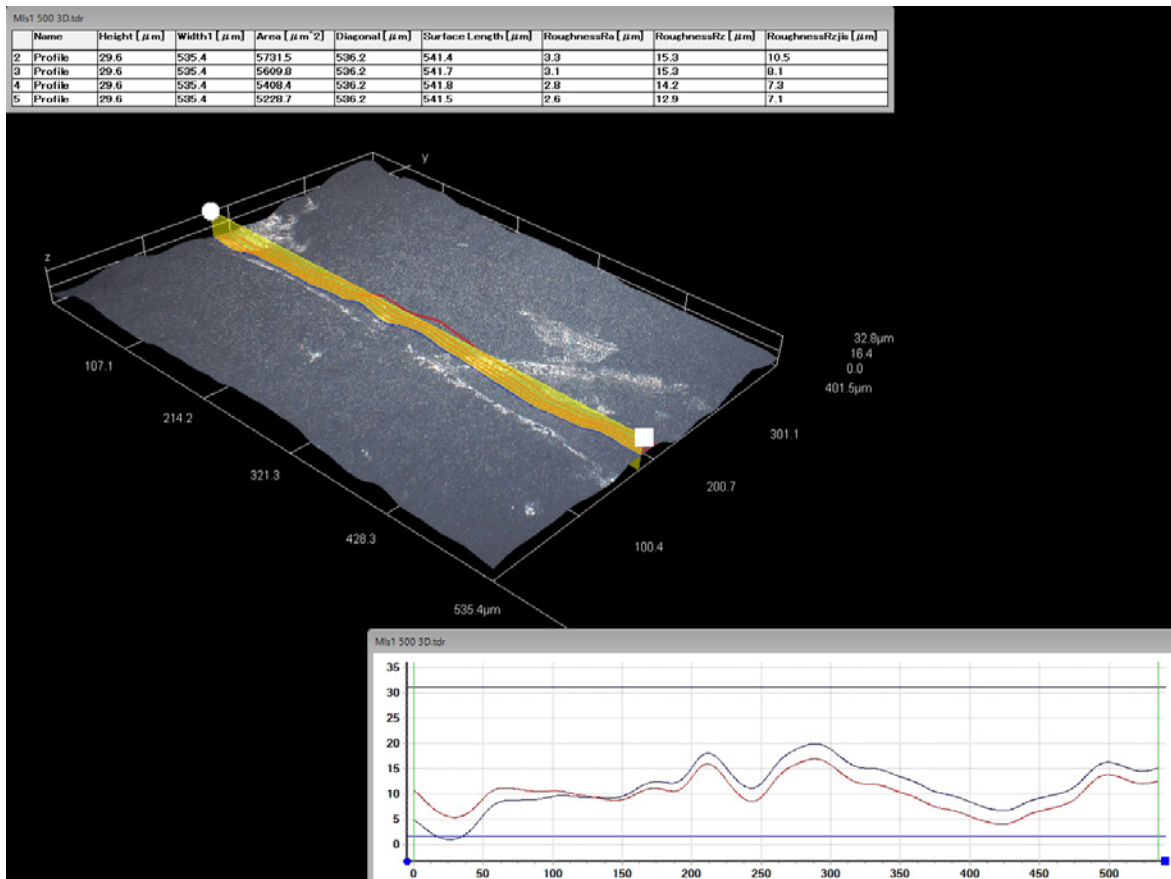 Mls1 500 3D.tdr
Name Height [μm] Width1 [μm] Area [μm^2] Diagonal [μm] Surface Length [μm] RoughnessRa [μm] RoughnessRz [μm] RoughnessRzjis [μm]
2 Profile 29.6 535.4 5731.5 536.2 541.4 3.3 15.3 10.5
3 Profile 29.6 535.4 5609.8 536.2 541.7 3.1 15.3 8.1
4 Profile 29.6 535.4 5408.4 536.2 541.8 2.8 14.2 7.3
5 Profile 29.6 535.4 5228.7 536.2 541.5 2.6 12.9 7.1
y
z
32.8μm
16.4
0.0
401.5μm
107.1
214.2
301.1
321.3
200.7
428.3
100.4
535.4μm
Mls1 500 3D.tdr
35
30
25
20
15
10
5
0
0 50 100 150 200 250 300 350 400 450 500